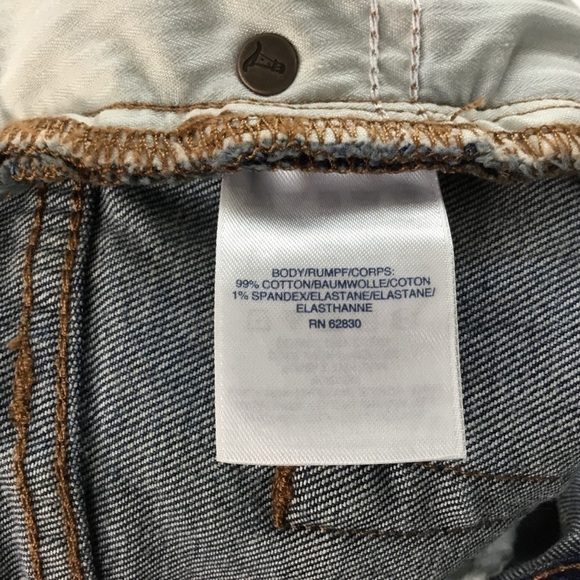 BODY/RUMPF/CORPS:
99% COTTON/BAUMWOLLE/COTON
1% SPANDEX/ELASTANE/ELASTANE/
ELASTHANNE
RN 62830